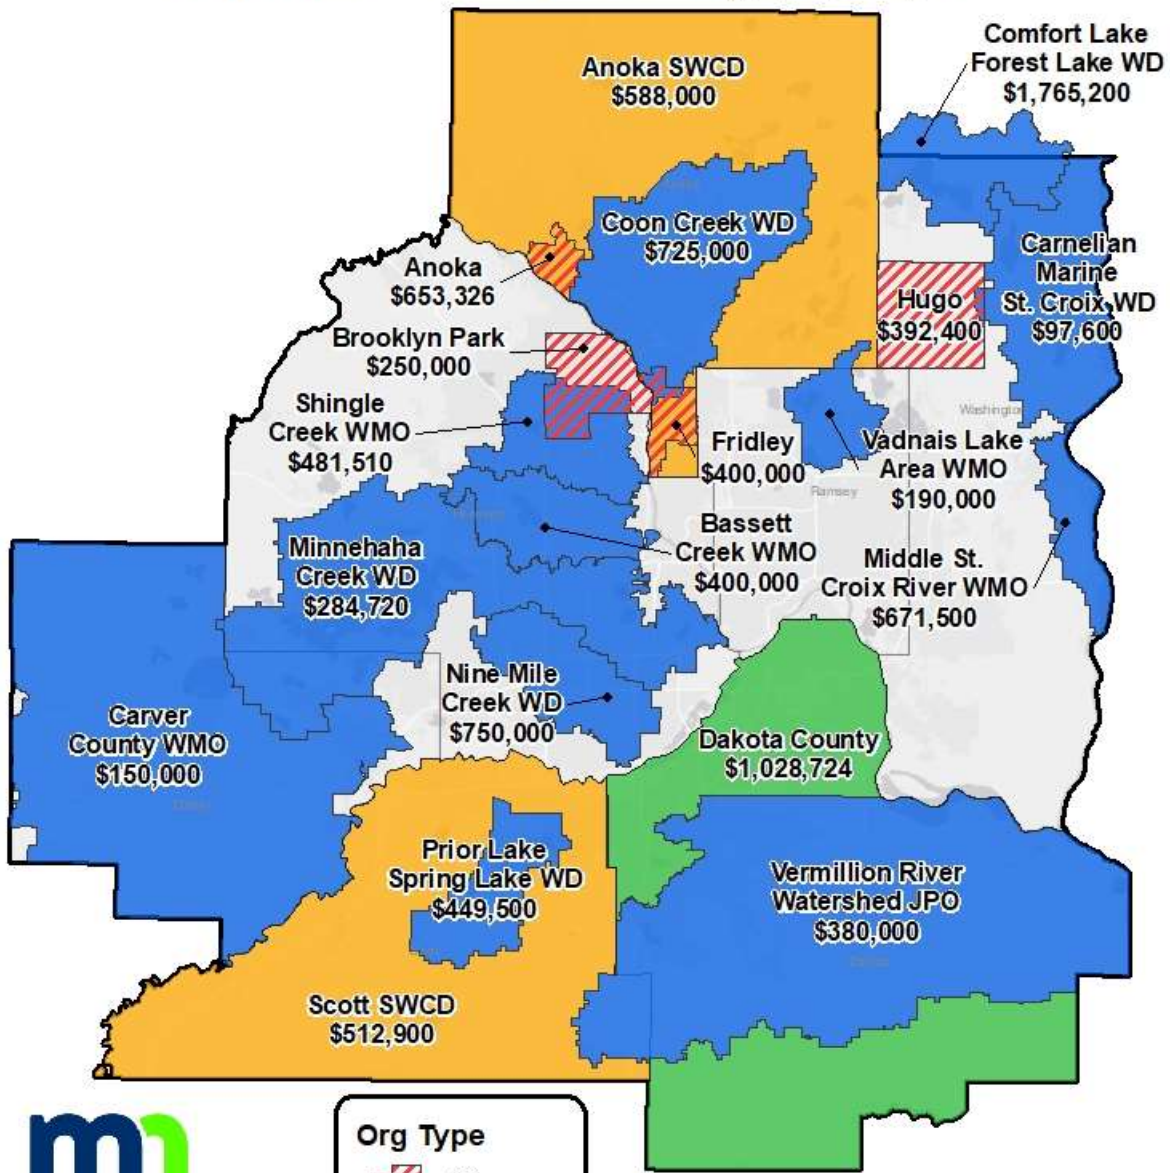 Comfort Lake
Forest Lake WD
$1,765,200
Anoka SWCD
$588,000
Coon Creek WD
$725,000
Carnelian
Marine
St. Croix WD
$97,600
Anoka
$653,326
Hugo
$392,400
Brooklyn Park
$250,000
Shingle
Creek WMO
$481,510
Washington
Fridley
$400,000
Vadnais Lake
Area WMO
$190,000
Ramsey
Bassett
Creek WMO
$400,000
Minnehaha
Creek WD
$284,720
Middle St.
Croix River WMO
$671,500
Nine Mile
Creek WD
$750,000
Carver
County WMO
$150,000
Dakota County
$1,028,724
Prior Lake
Spring Lake WD
$449,500
Vermillion River
Watershed JPO
$380,000
Scott SWCD
$512,900
mn
Org Type